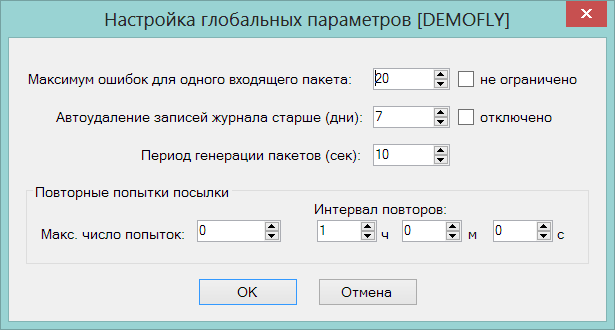 Настройка глобальных параметров [DEMOFLY]
Максимум ошибок для одного входящего пакета: 20 не ограничено
Автоудаление записей журнала старше (дни): 7 отключено
Период генерации пакетов (сек): 10
Повторные попытки посылки
Интервал повторов:
Макс. число попыток: 0 1 ч 0 м 0 с
OK Отмена